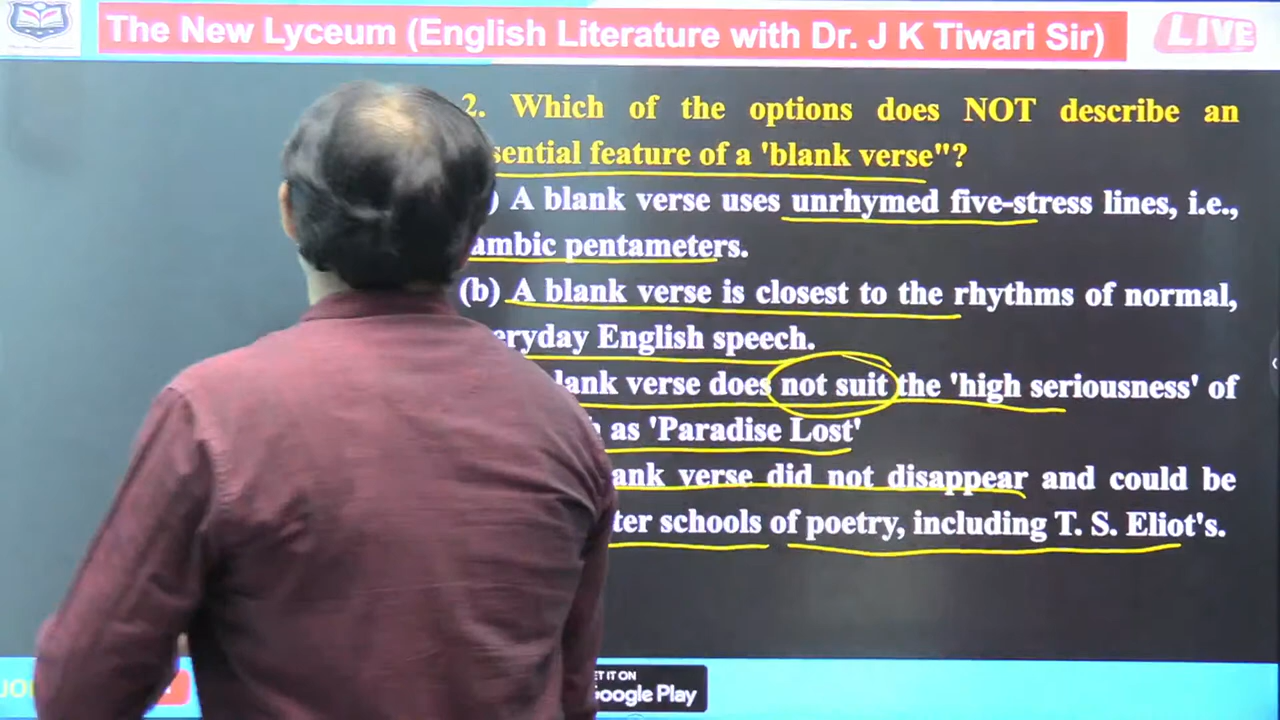 The New Lyceum (English Literature with Dr. J K Tiwari Sir)
LIVE
2. Which of the options does NOT describe an
sential feature of a 'blank verse"?
) A blank verse uses unrhymed five-stress lines, i.e.,
ambic pentameters.
(b) A blank verse is closest to the rhythms of normal,
eryday English speech.
lank verse does not suit the 'high seriousness' of
h as 'Paradise Lost'
ank verse did not disappear and could be
ter schools of poetry, including T. S. Eliot's.
JO
ET IT ON
Google Play